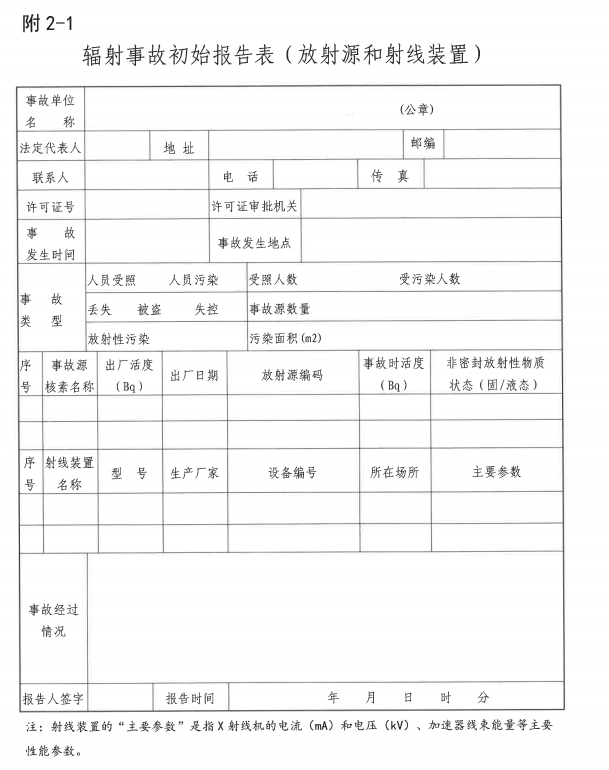 附 2-1
辐射事故初始报告表（放射源和射线装置）
事故单位
名 称
(公章)
法定代表人 地 址 邮编
联系人 电 话 传 真
许可证号 许可证审批机关
事 故
发生时间
事故发生地点
事 故
类 型
人员受照 人员污染 受照人数 受污染人数
丢失 被盗 失控 事故源数量
放射性污染 污染面积(m2)
序
号
事故源
核素名称
出厂活度
（Bq）
出厂日期
放射源编码
事故时活度
（Bq）
非密封放射性物质
状态（固/液态）
序
号
射线装置
名称
型 号
生产厂家
设备编号
所在场所
主要参数
事故经过
情况
报告人签字 报告时间 年 月 日 时 分
注: 射线装置的“主要参数”是指X射线机的电流（mA）和电压（kV）、加速器线束能量等主要
性能参数。